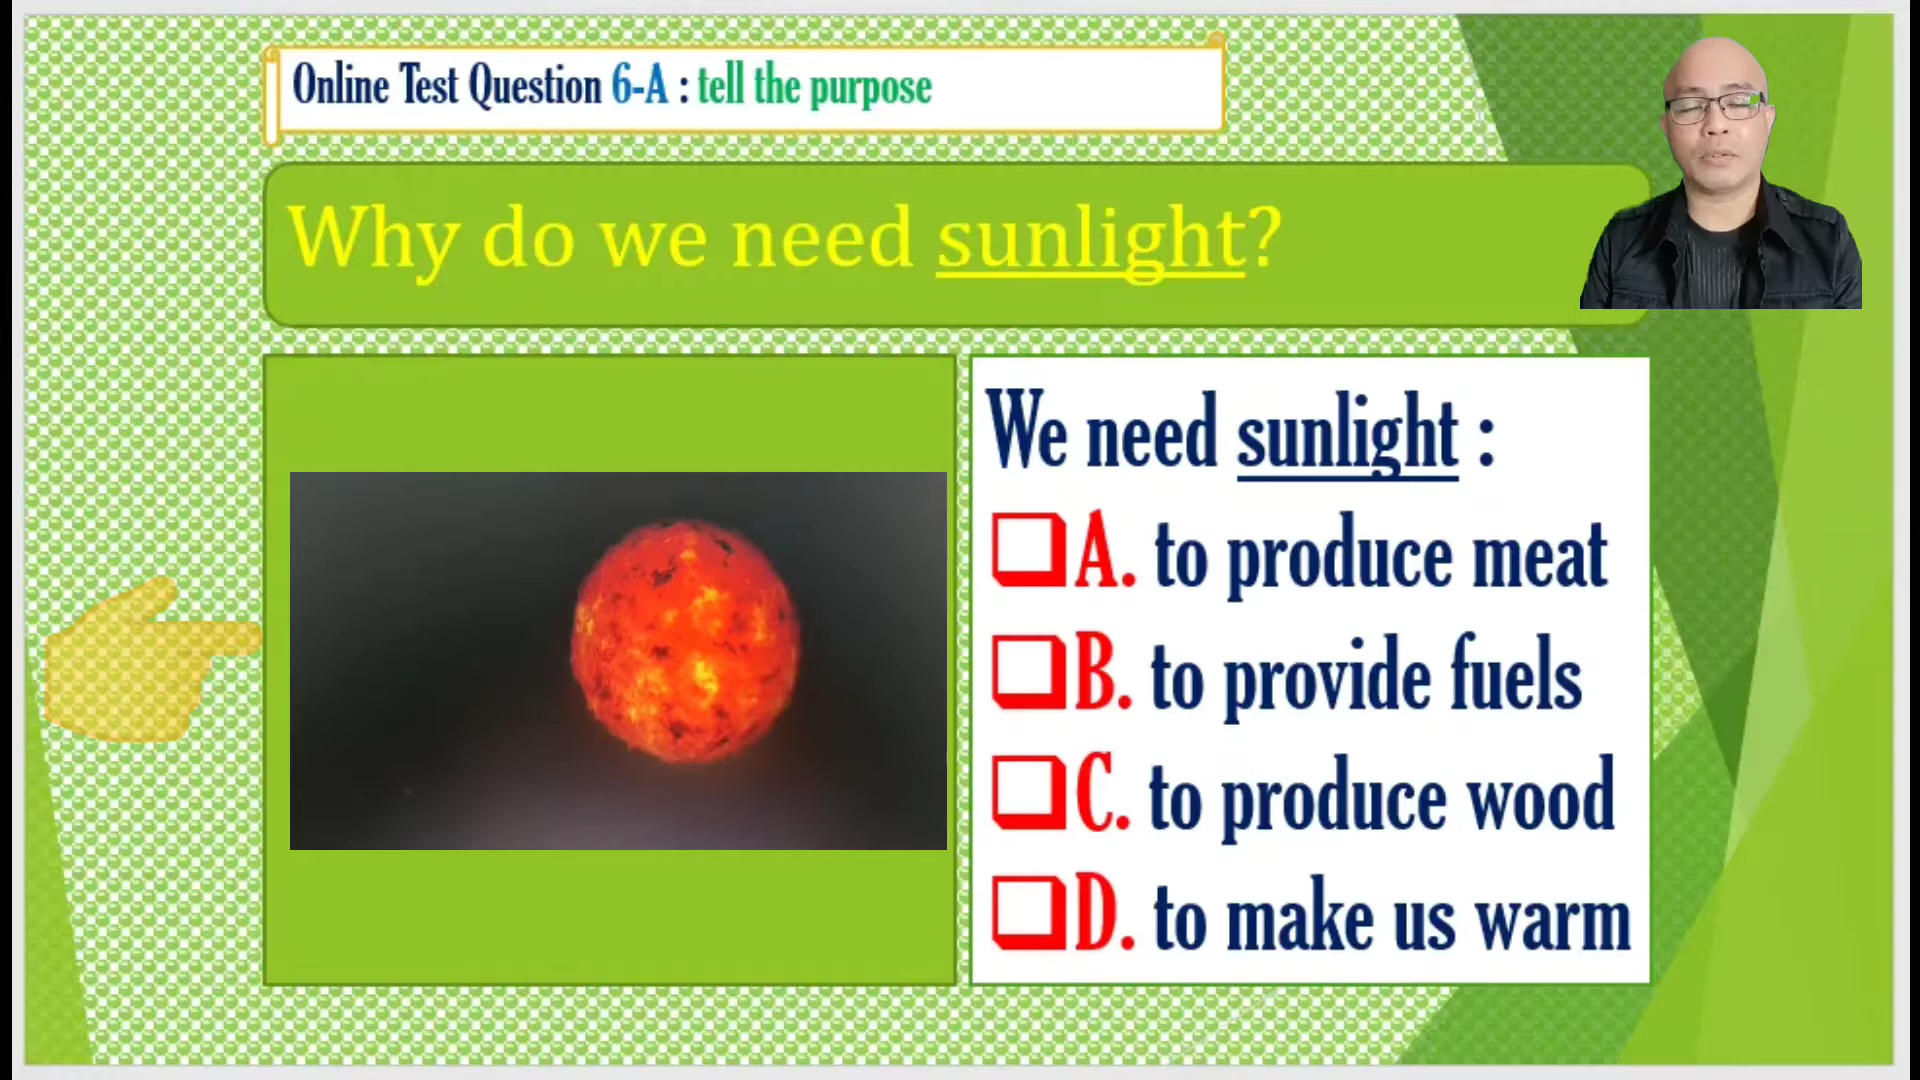 Online Test Question 6-A : tell the purpose
Why do we need sunlight?
We need sunlight :
A. to produce meat
B. to provide fuels
C. to produce wood
D. to make us warm